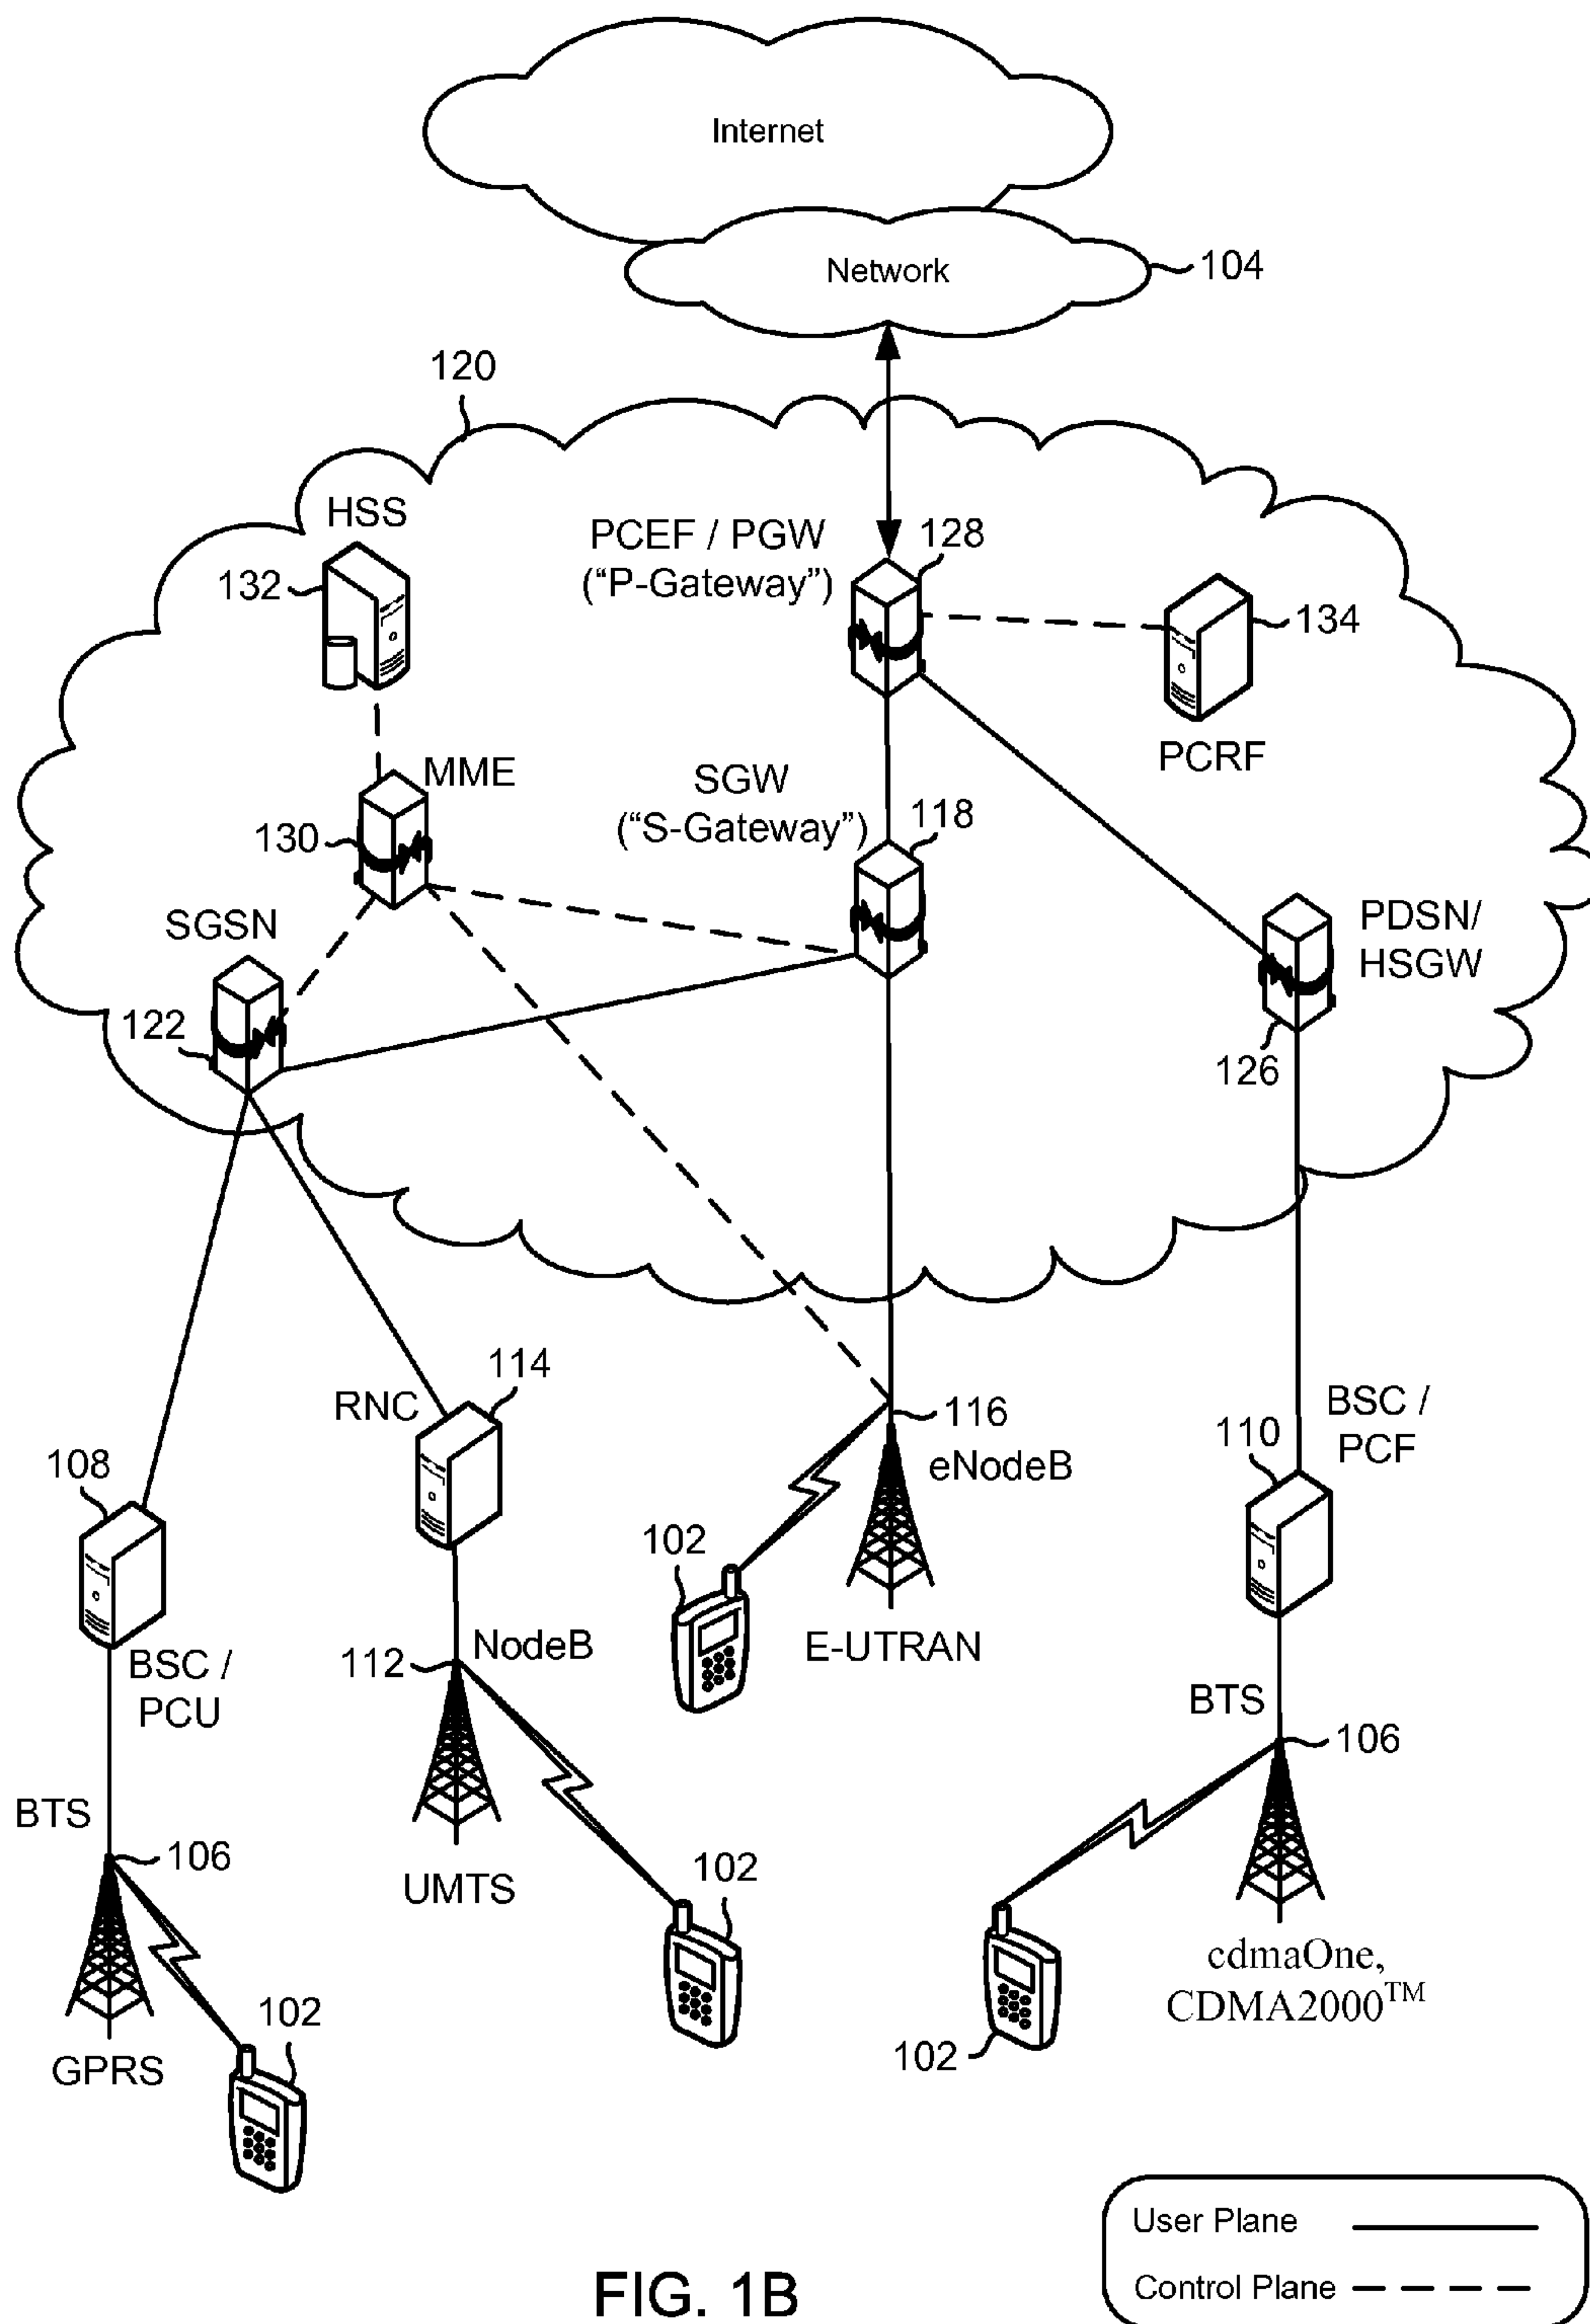 Internet
Network
104
120
HSS
132
PCEF / PGW
(“P-Gateway”)
128
134
PCRF
MME
130
SGW
(“S-Gateway”)
118
SGSN
122
PDSN/
HSGW
126
RNC
114
116
eNodeB
BSC /
PCF
110
108
102
E-UTRAN
BSC /
PCU
NodeB
112
BTS
106
BTS
106
UMTS
102
cdmaOne,
CDMA2000™
102
GPRS
102
User Plane
Control Plane
FIG. 1B